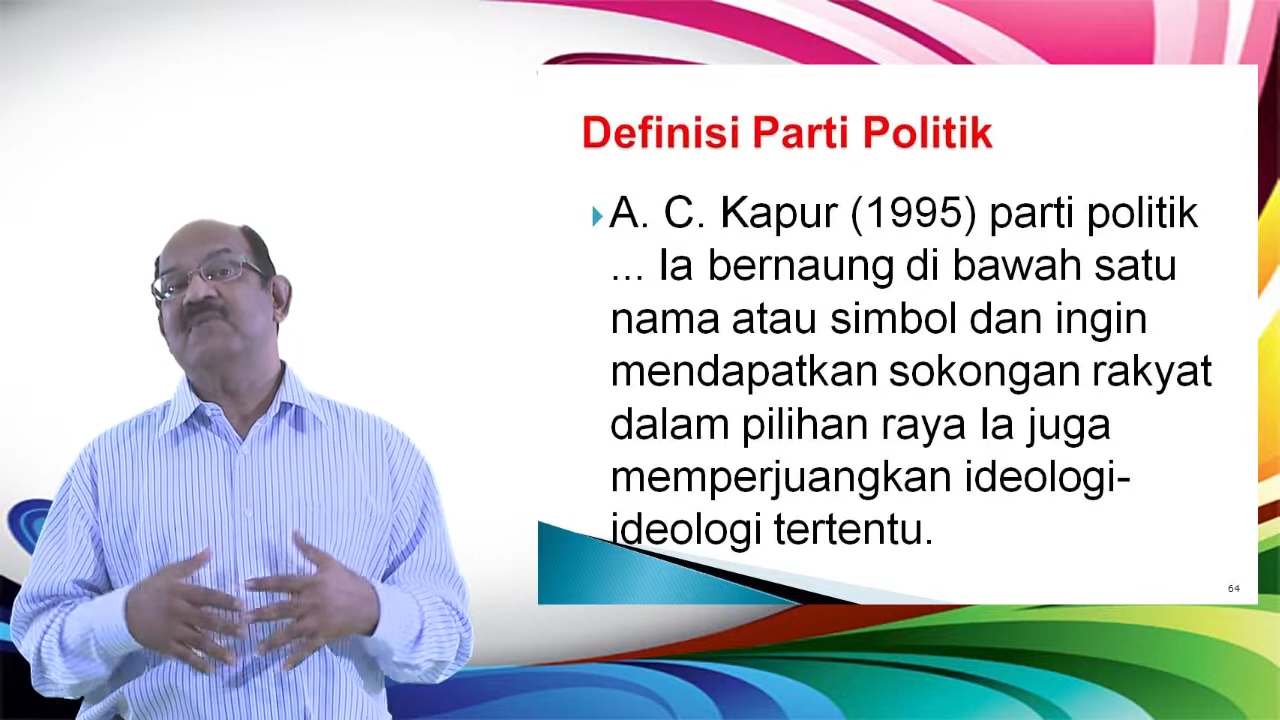 Definisi Parti Politik
A. C. Kapur (1995) parti politik
... Ia bernaung di bawah satu
nama atau simbol dan ingin
mendapatkan sokongan rakyat
dalam pilihan raya Ia juga
memperjuangkan ideologi-
ideologi tertentu.
64